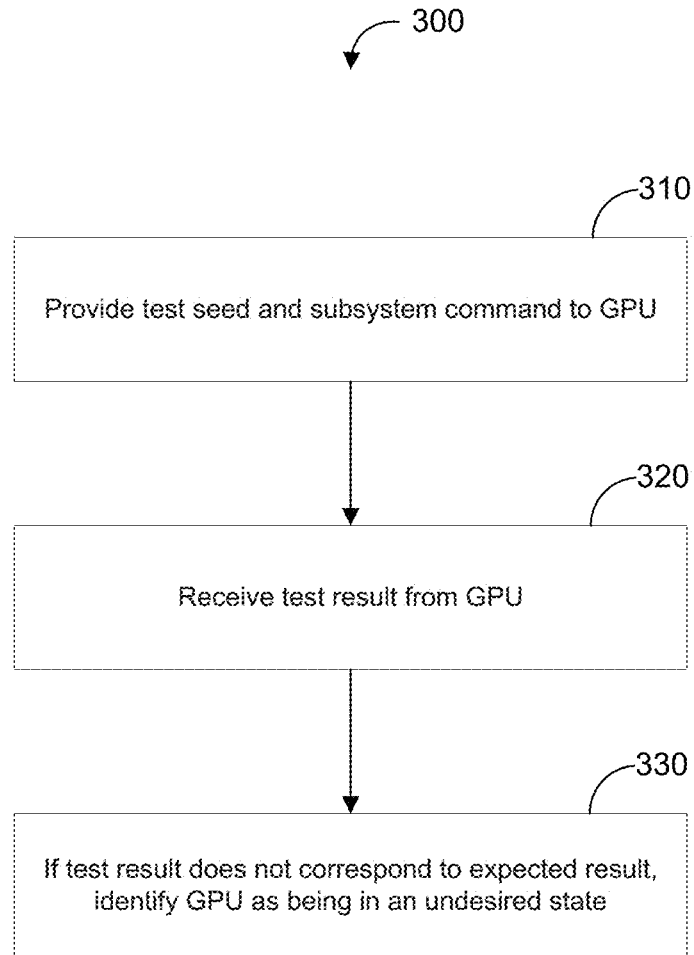 300
310
Provide test seed and subsystem command to GPU
320
Receive test result from GPU
330
If test result does not correspond to expected result,
identify GPU as being in an undesired state